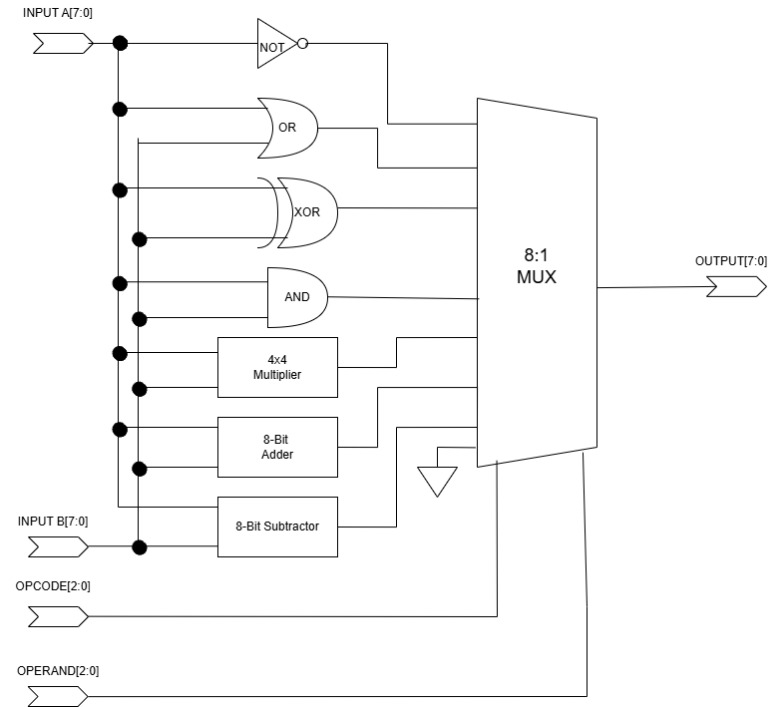 INPUT A[7:0]
NOT
OR
XOR
8:1
MUX
OUTPUT[7:0]
AND
4x4
Multiplier
8-Bit
Adder
INPUT B[7:0]
8-Bit Subtractor
OPCODE[2:0]
OPERAND[2:0]